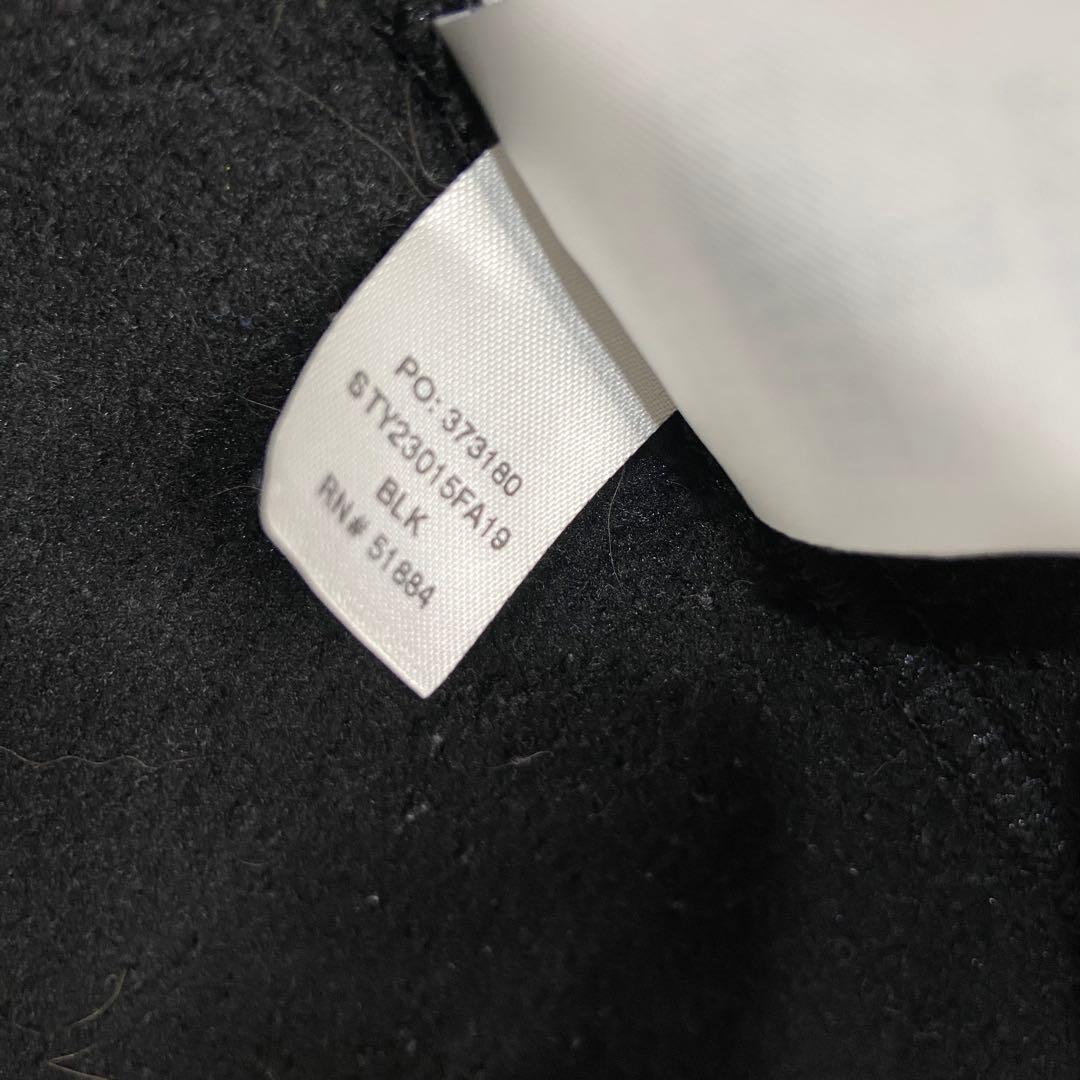 PO: 373180
STY23015FA19
BLK
RN# 51884